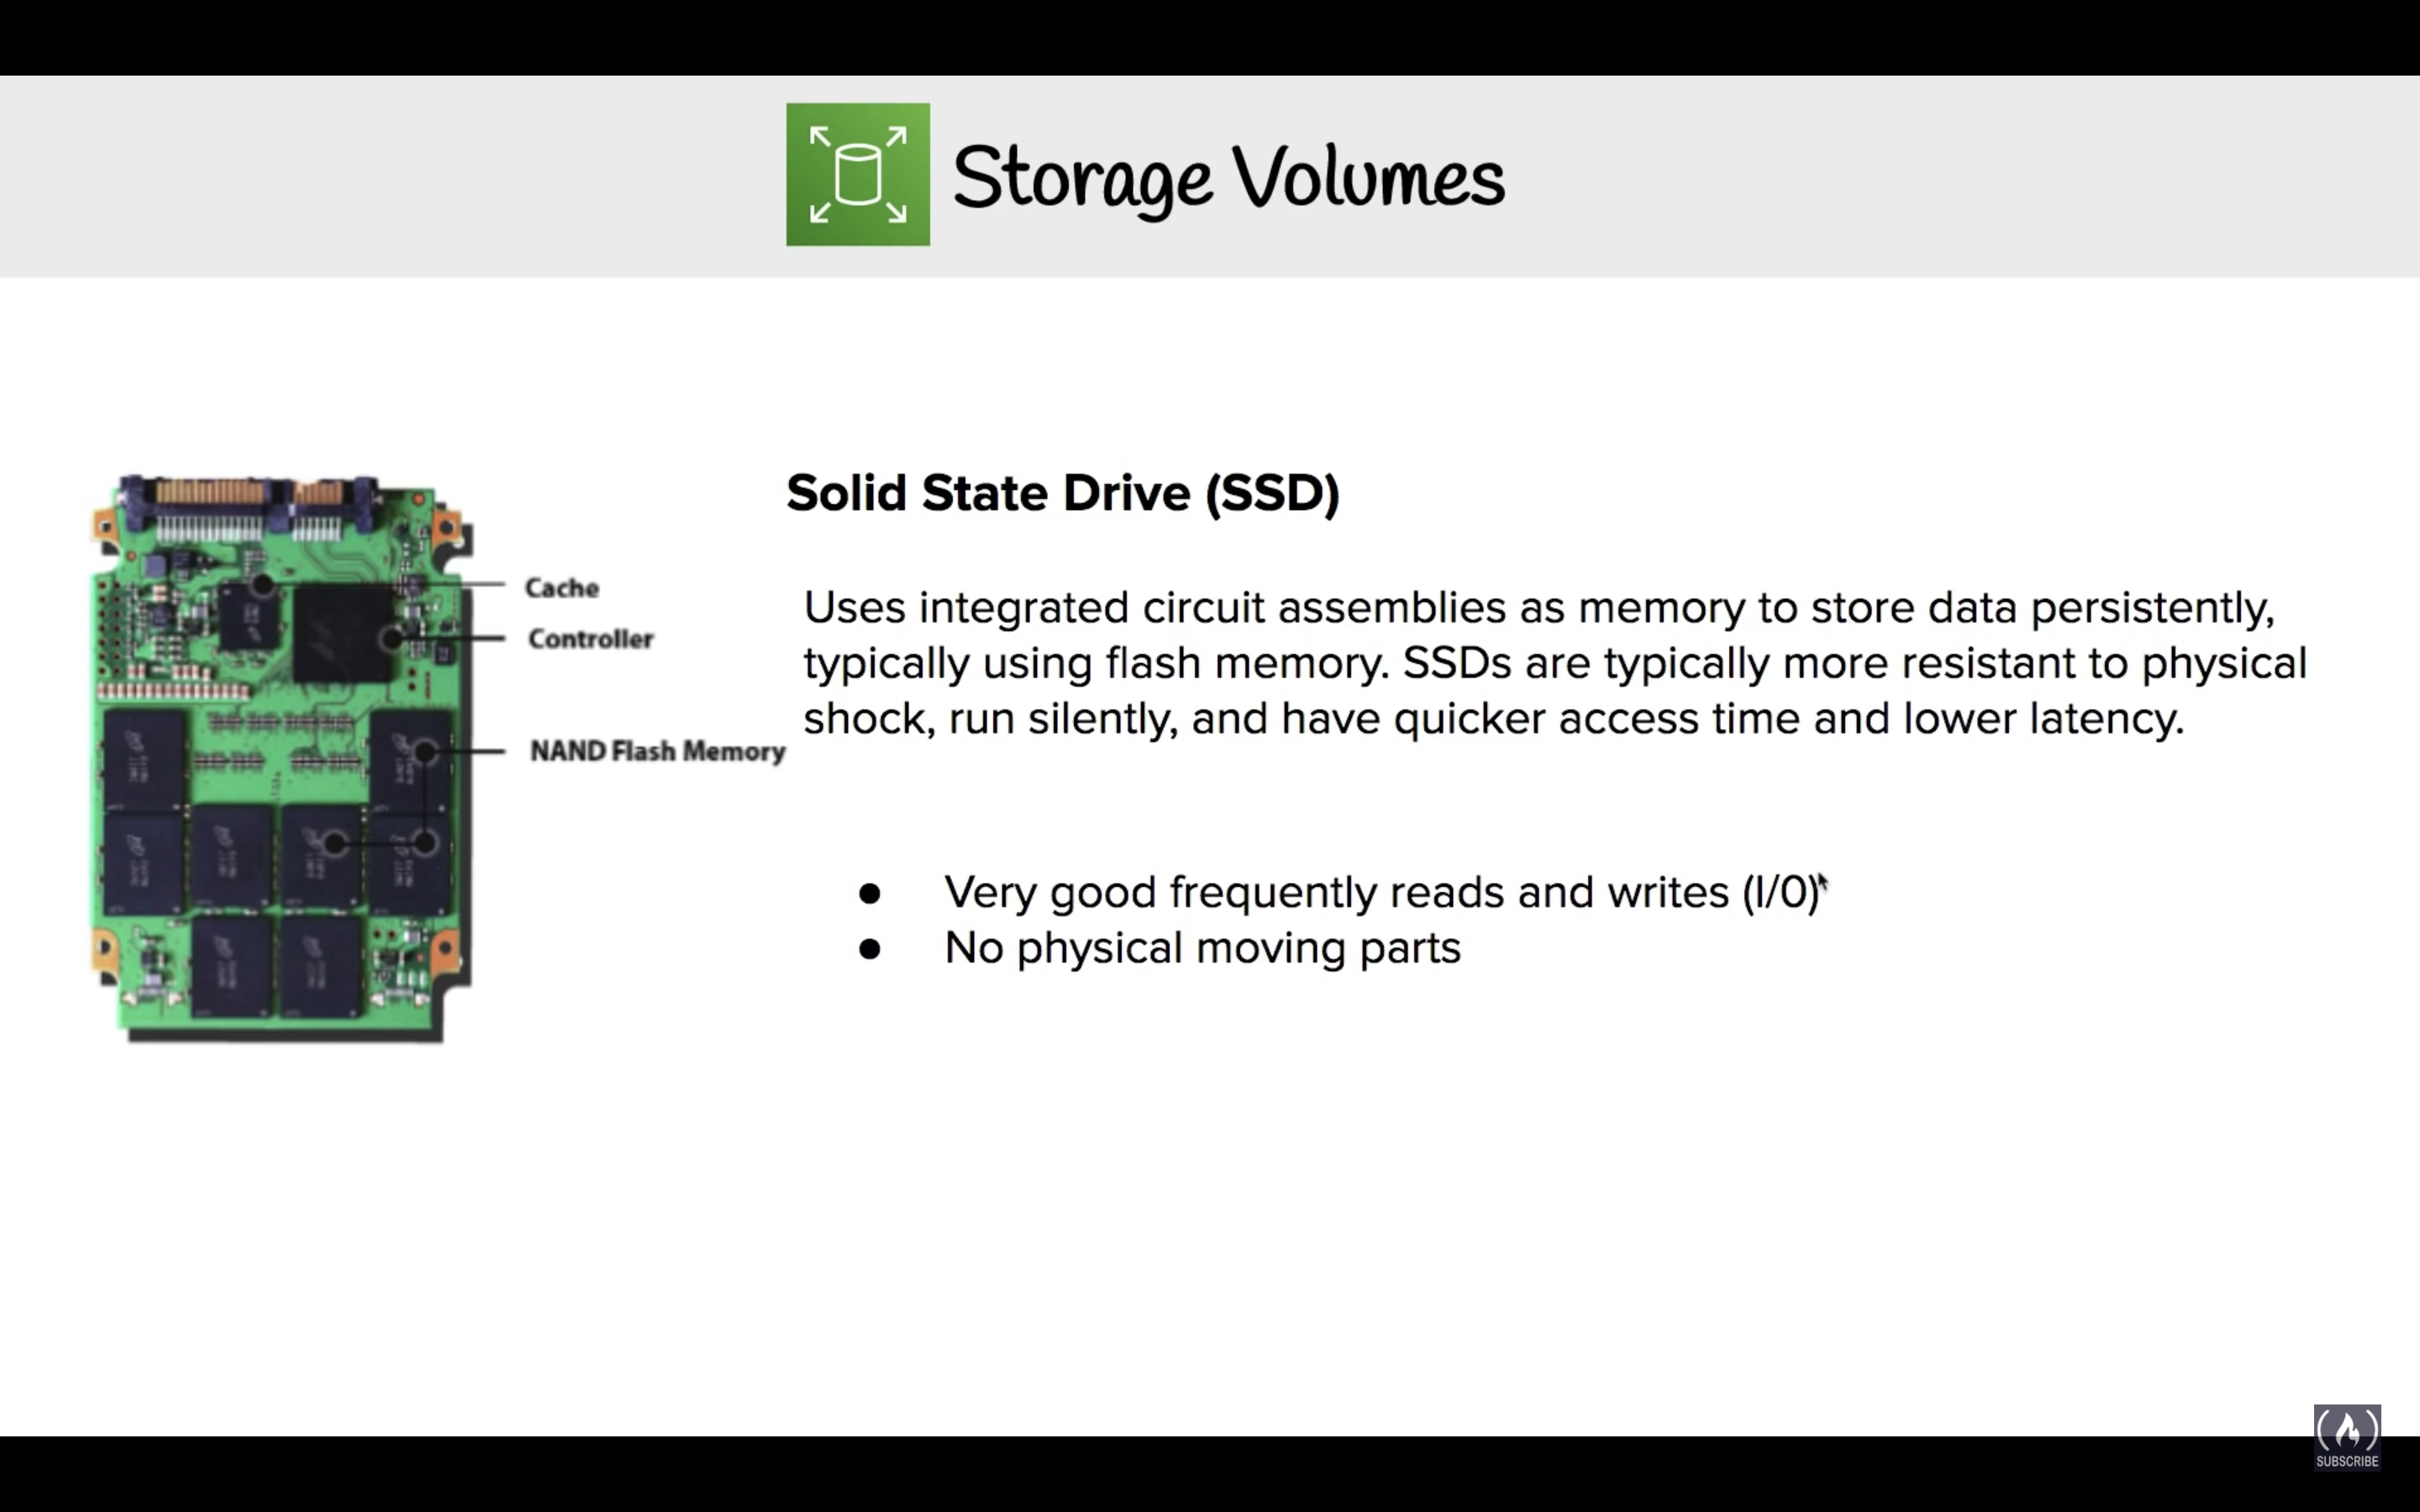 Storage Volumes
Solid State Drive (SSD)
Cache
Controller
NAND Flash Memory
Uses integrated circuit assemblies as memory to store data persistently,
typically using flash memory. SSDs are typically more resistant to physical
shock, run silently, and have quicker access time and lower latency.
● Very good frequently reads and writes (I/0)
● No physical moving parts
SUBSCRIBE